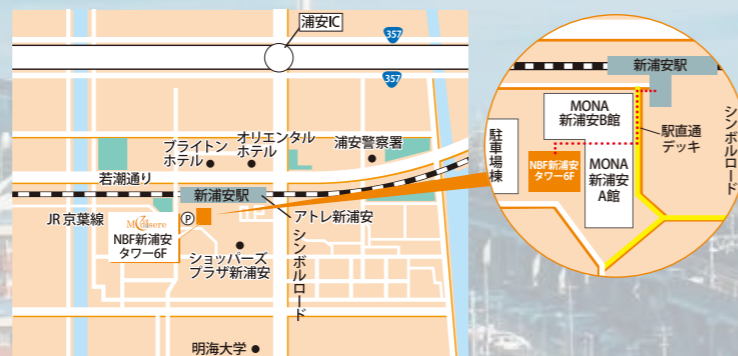 浦安IC
357
357
ブライトン
ホテル
オリエンタル
ホテル
浦安警察署
若潮通り
新浦安駅
JR京葉線
P
アトレ新浦安
NBF新浦安
タワー6F
ショッパーズ
プラザ新浦安
シンボルロード
明海大学
新浦安駅
MONA
新浦安B館
駅直通
デッキ
シンボルロード
駐車場棟
NBF新浦安
タワー6F
MONA
新浦安
A館